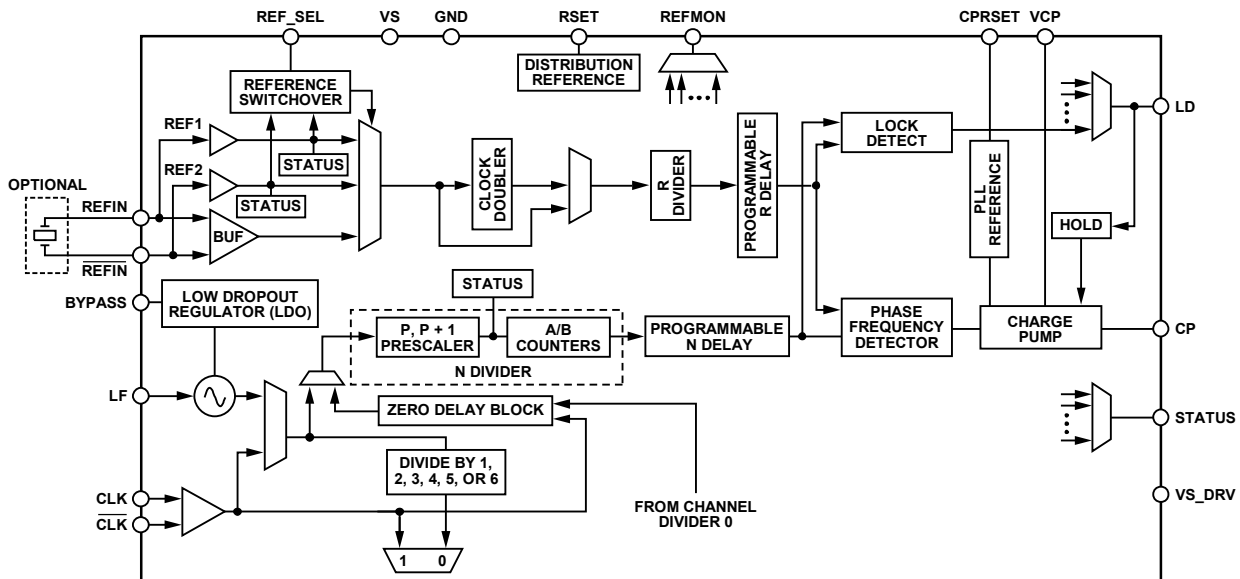 REF_SEL VS GND RSET REFMON CPRSET VCP
DISTRIBUTION
REFERENCE
REFERENCE
SWITCHOVER
LD
REF1
STATUS
REF2
STATUS
CLOCK
DOUBLER
R
DIVIDER
PROGRAMMABLE
R DELAY
LOCK
DETECT
PLL
REFERENCE
HOLD
OPTIONAL
REFIN
REFIN
BUF
BYPASS
LOW DROPOUT
REGULATOR (LDO)
STATUS
P, P + 1
PRESCALER
A/B
COUNTERS
N DIVIDER
PROGRAMMABLE
N DELAY
PHASE
FREQUENCY
DETECTOR
CHARGE
PUMP
CP
LF
ZERO DELAY BLOCK
STATUS
DIVIDE BY 1,
2, 3, 4, 5, OR 6
CLK
CLK
FROM CHANNEL
DIVIDER 0
VS_DRV
1 0